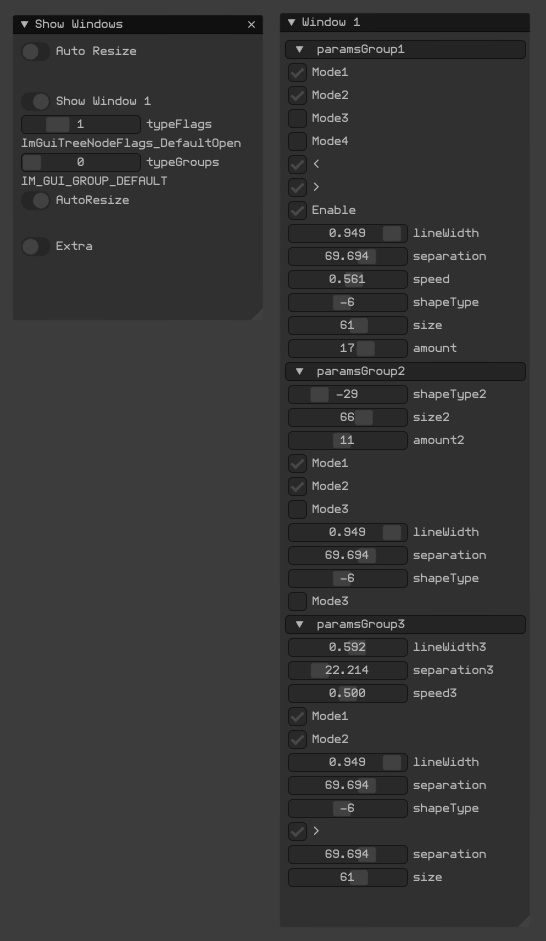 Show Windows
Auto Resize
Show Window 1
1 typeFlags
ImGuiTreeNodeFlags_DefaultOpen
0 typeGroups
IM_GUI_GROUP_DEFAULT
AutoResize
Extra
Window 1
paramsGroup1
Mode1
Mode2
Mode3
Mode4
<
>
Enable
0.949 lineWidth
69.694 separation
0.561 speed
-6 shapeType
61 size
17 amount
paramsGroup2
-29 shapeType2
66 size2
11 amount2
Mode1
Mode2
Mode3
0.949 lineWidth
69.694 separation
-6 shapeType
Mode3
paramsGroup3
0.592 lineWidth3
22.214 separation3
0.500 speed3
Mode1
Mode2
0.949 lineWidth
69.694 separation
-6 shapeType
>
69.694 separation
61 size